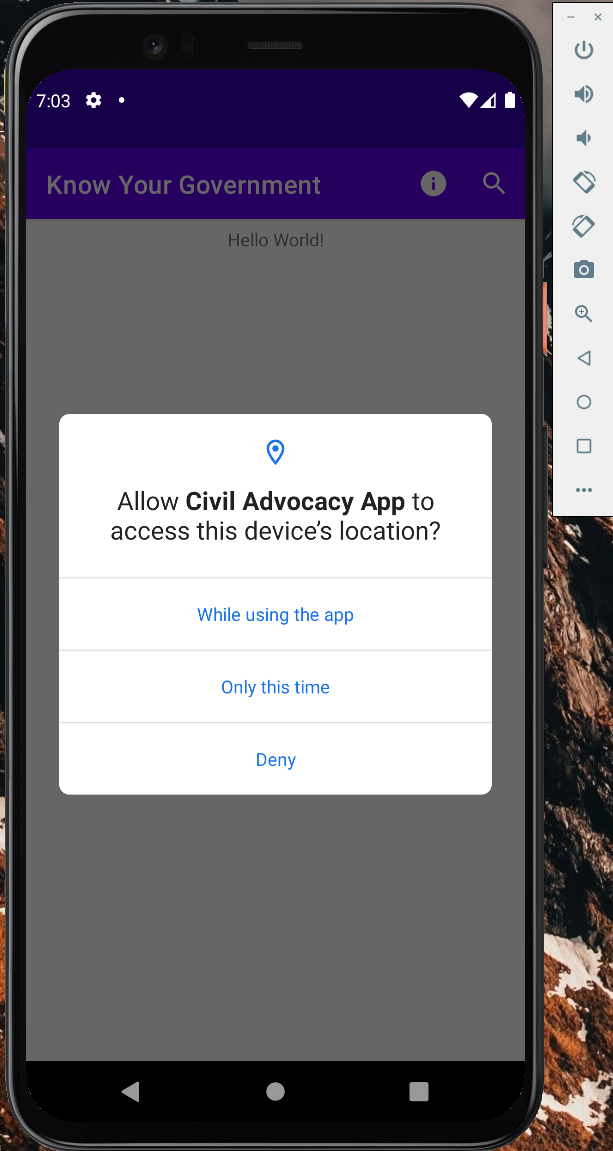 7:03
Know Your Government
Hello World!
Allow Civil Advocacy App to
access this device’s location?
While using the app
Only this time
Deny